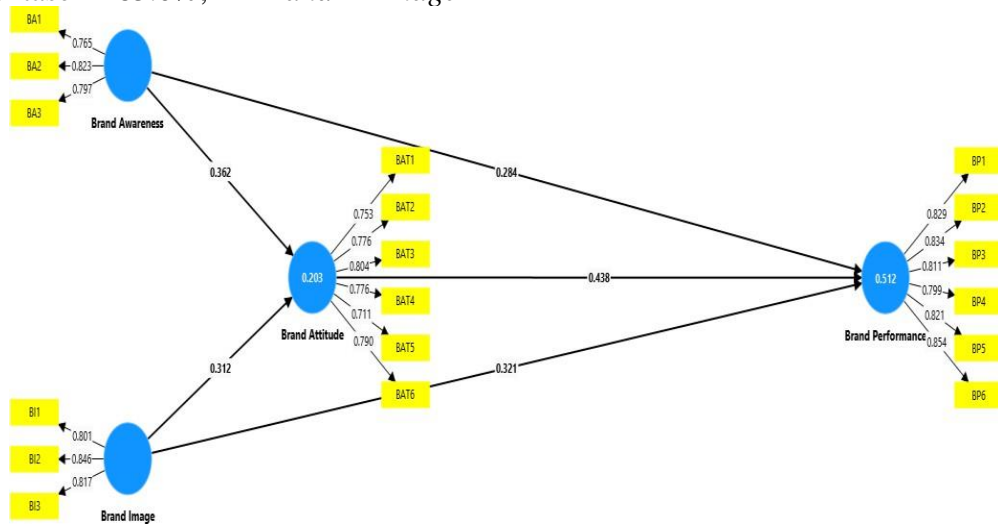 BA1
0.765
BA2
0.823
0.797
BA3
Brand Awareness
0.362
0.284
BAT1
0.753
BAT2
0.776
BAT3
0.804
0.203
0.438
0.776
BAT4
0.711
BAT5
0.790
BAT6
Brand Attitude
BP1
0.829
BP2
0.834
BP3
0.811
0.512
0.799
BP4
0.821
BP5
0.854
BP6
Brand Performance
0.312
0.321
BI1
0.801
BI2
0.846
0.817
BI3
Brand Image